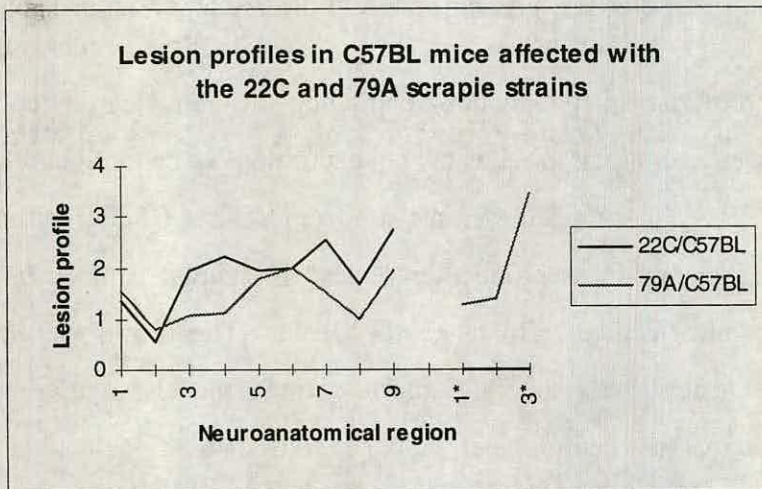 Lesion profiles in C57BL mice affected with
the 22C and 79A scrapie strains
Lesion profile
4
3
2
1
0
1
3
5
7
9
1*
3*
Neuroanatomical region
22C/C57BL
79A/C57BL